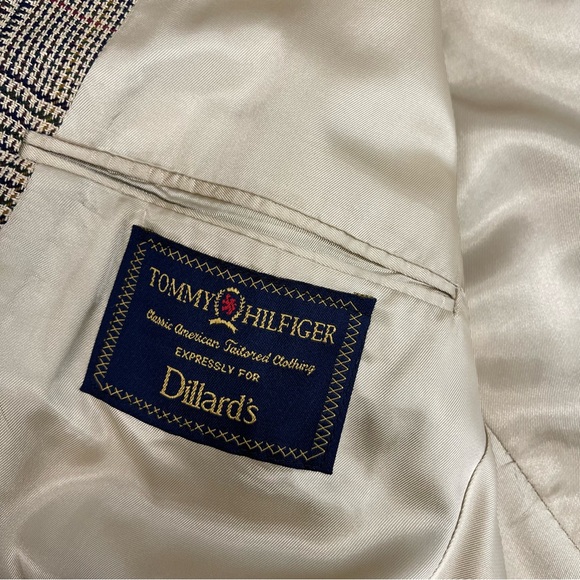 TOMMY HILFIGER
Classic American Tailored Clothing
EXPRESSLY FOR
Dillard's